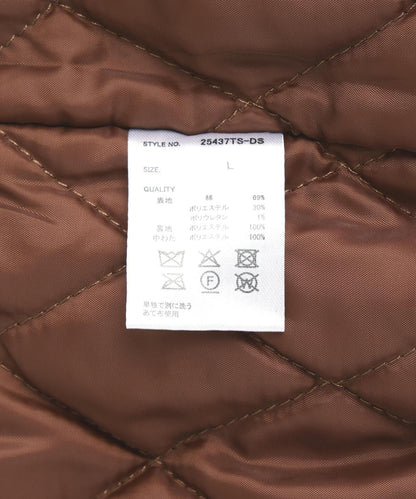 STYLE NO. 25437TS-DS
SIZE. L
QUALITY
表地 綿 69%
ポリエステル 30%
ポリウレタン 1%
裏地 ポリエステル 100%
中わた ポリエステル 100%
F
W
単独で別に洗う
あて布使用